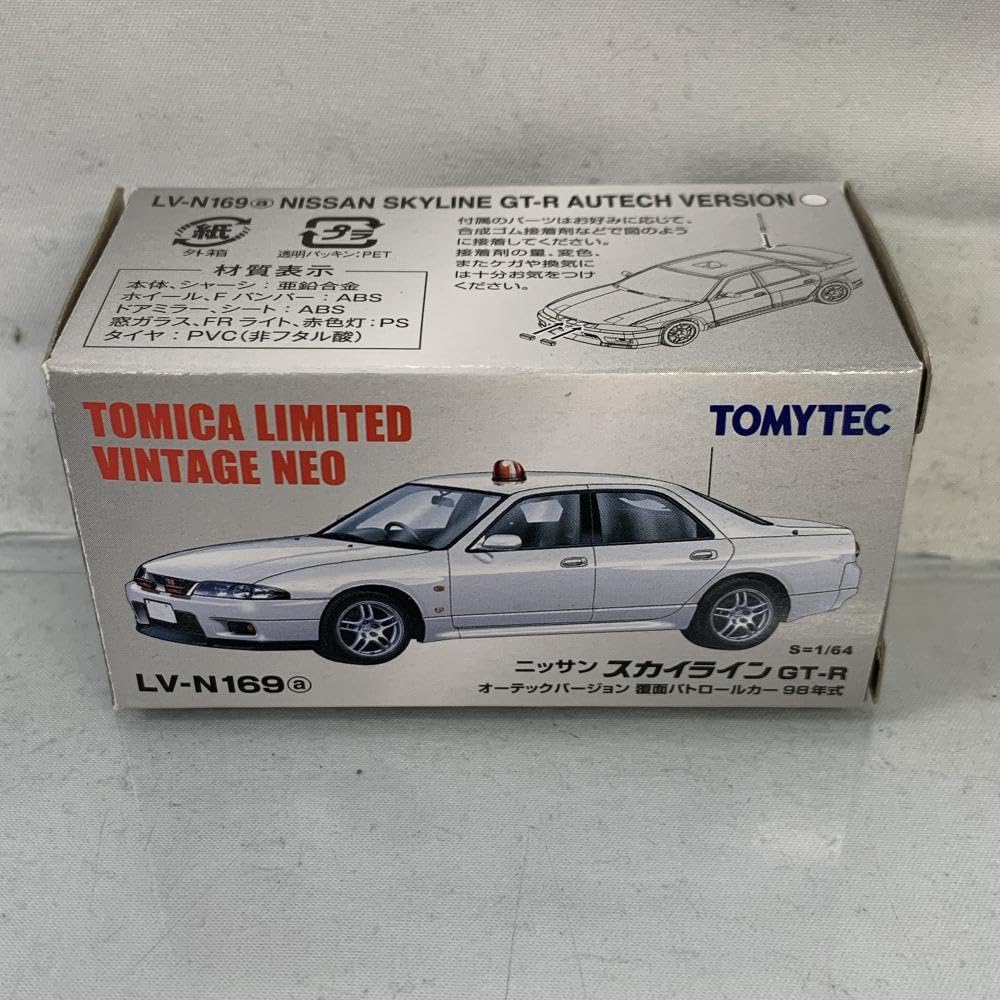 LV-N169ⓐ NISSAN SKYLINE GT-R AUTECH VERSION
紙
外箱
プラ
透明パッキン:PET
材質表示
本体、シャーシ:亜鉛合金
ホイール、Fバンパー:ABS
ドアミラー、シート:ABS
窓ガラス、FRライト、赤色灯:PS
タイヤ:PVC(非フタル酸)
付属のパーツはお好みに応じて、
合成ゴム接着剤などで図のよう
に接着してください。
接着剤の量、変色、
またケガや換気に
は十分お気をつけ
ください。
TOMICA LIMITED
VINTAGE NEO
TOMYTEC
S=1/64
LV-N169ⓐ
ニッサン スカイライン GT-R
オーテックバージョン 覆面パトロールカー 98年式